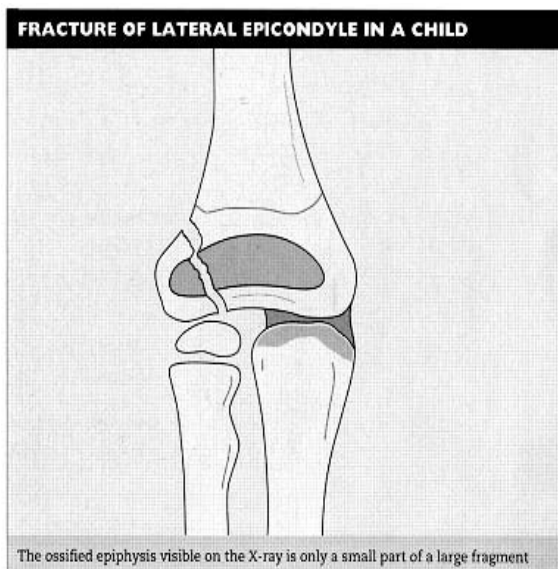 FRACTURE OF LATERAL EPICONDYLE IN A CHILD
The ossified epiphysis visible on the X-ray is only a small part of a large fragment